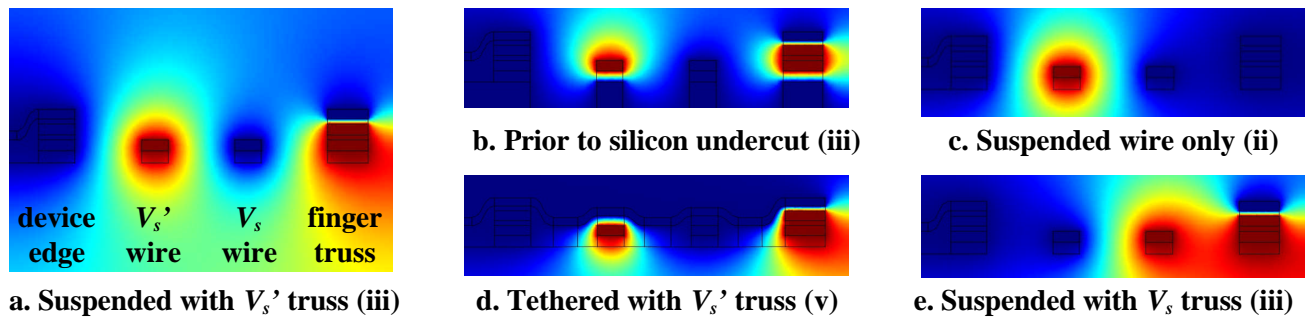 device
edge
Vs’
wire
Vs
wire
finger
truss
a. Suspended with Vs’ truss (iii)
b. Prior to silicon undercut (iii)
c. Suspended wire only (ii)
d. Tethered with Vs’ truss (v)
e. Suspended with Vs truss (iii)